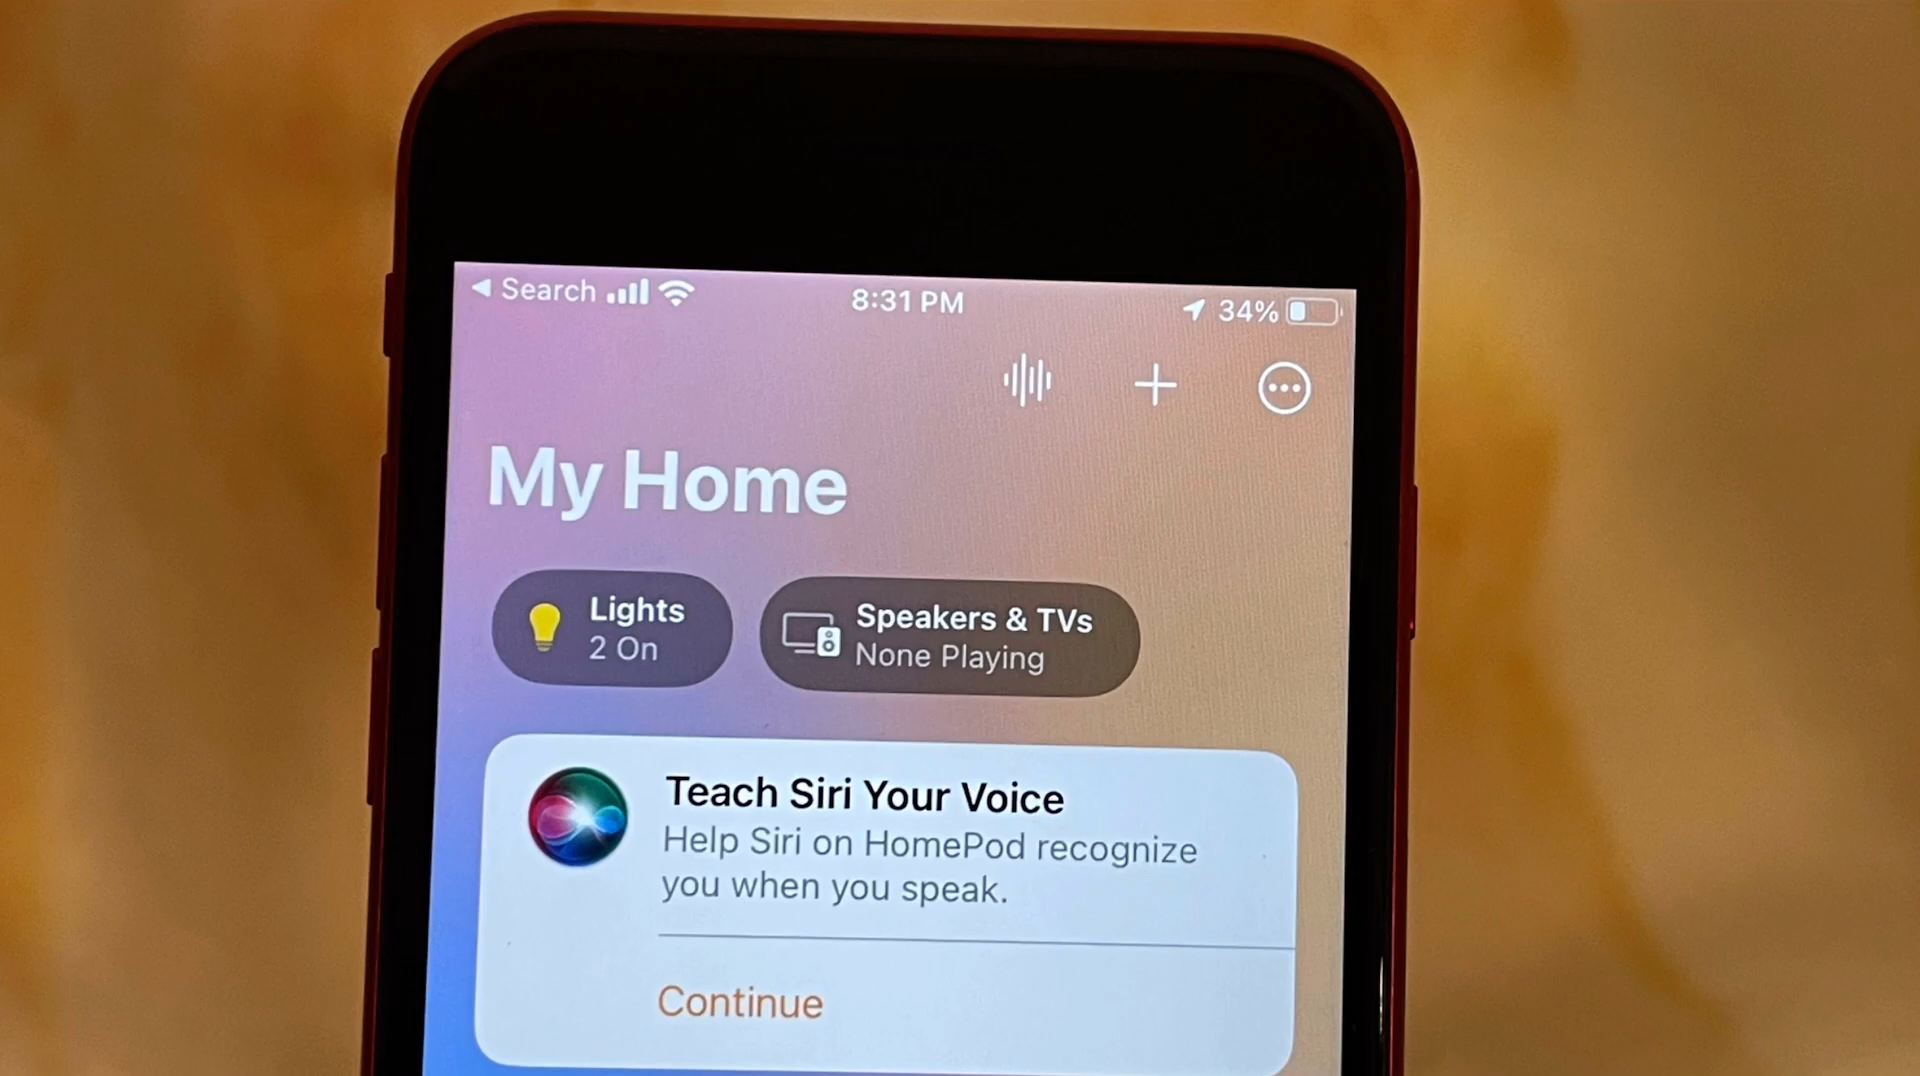 Search
8:31 PM
34%
My Home
Lights
2 On
Speakers & TVs
None Playing
Teach Siri Your Voice
Help Siri on HomePod recognize
you when you speak.
Continue